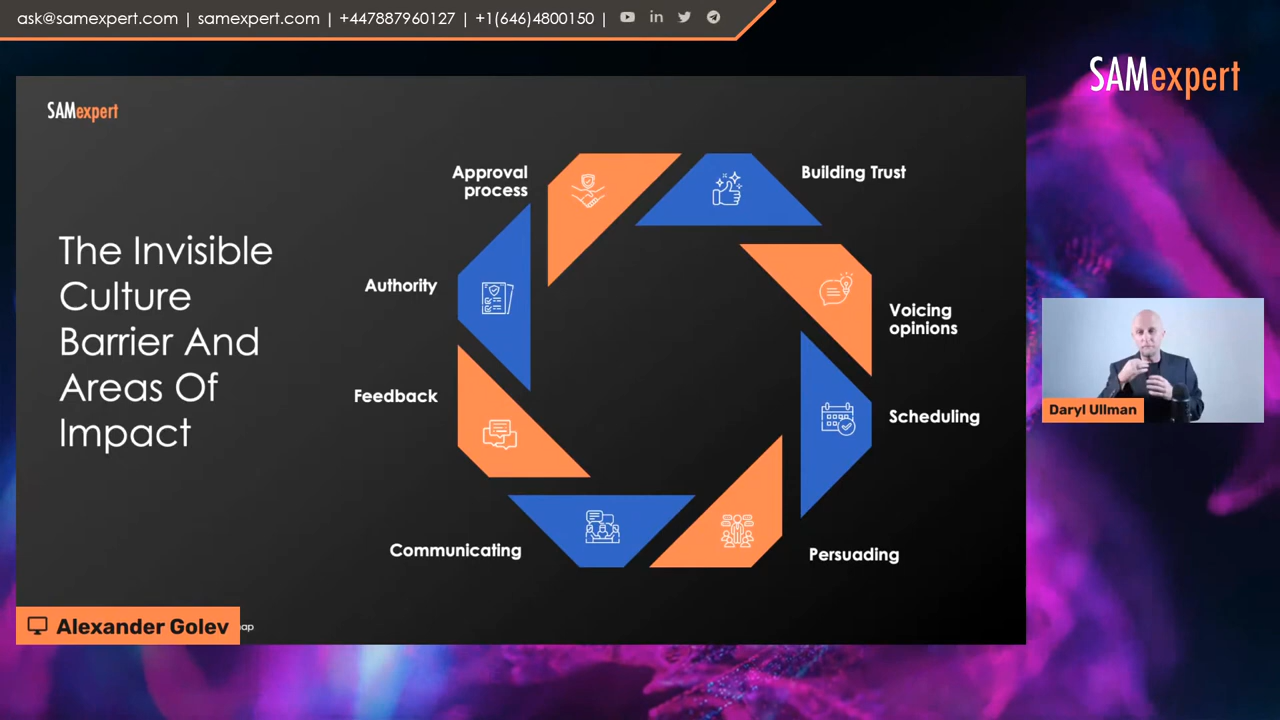 ask@samexpert.com | samexpert.com | +447887960127 | +1(646)4800150 |
SAMexpert
SAMexpert
The Invisible
Culture
Barrier And
Areas Of
Impact
Approval
process
Building Trust
Authority
Voicing
opinions
Feedback
Scheduling
Communicating
Persuading
Daryl Ullman
Alexander Golev